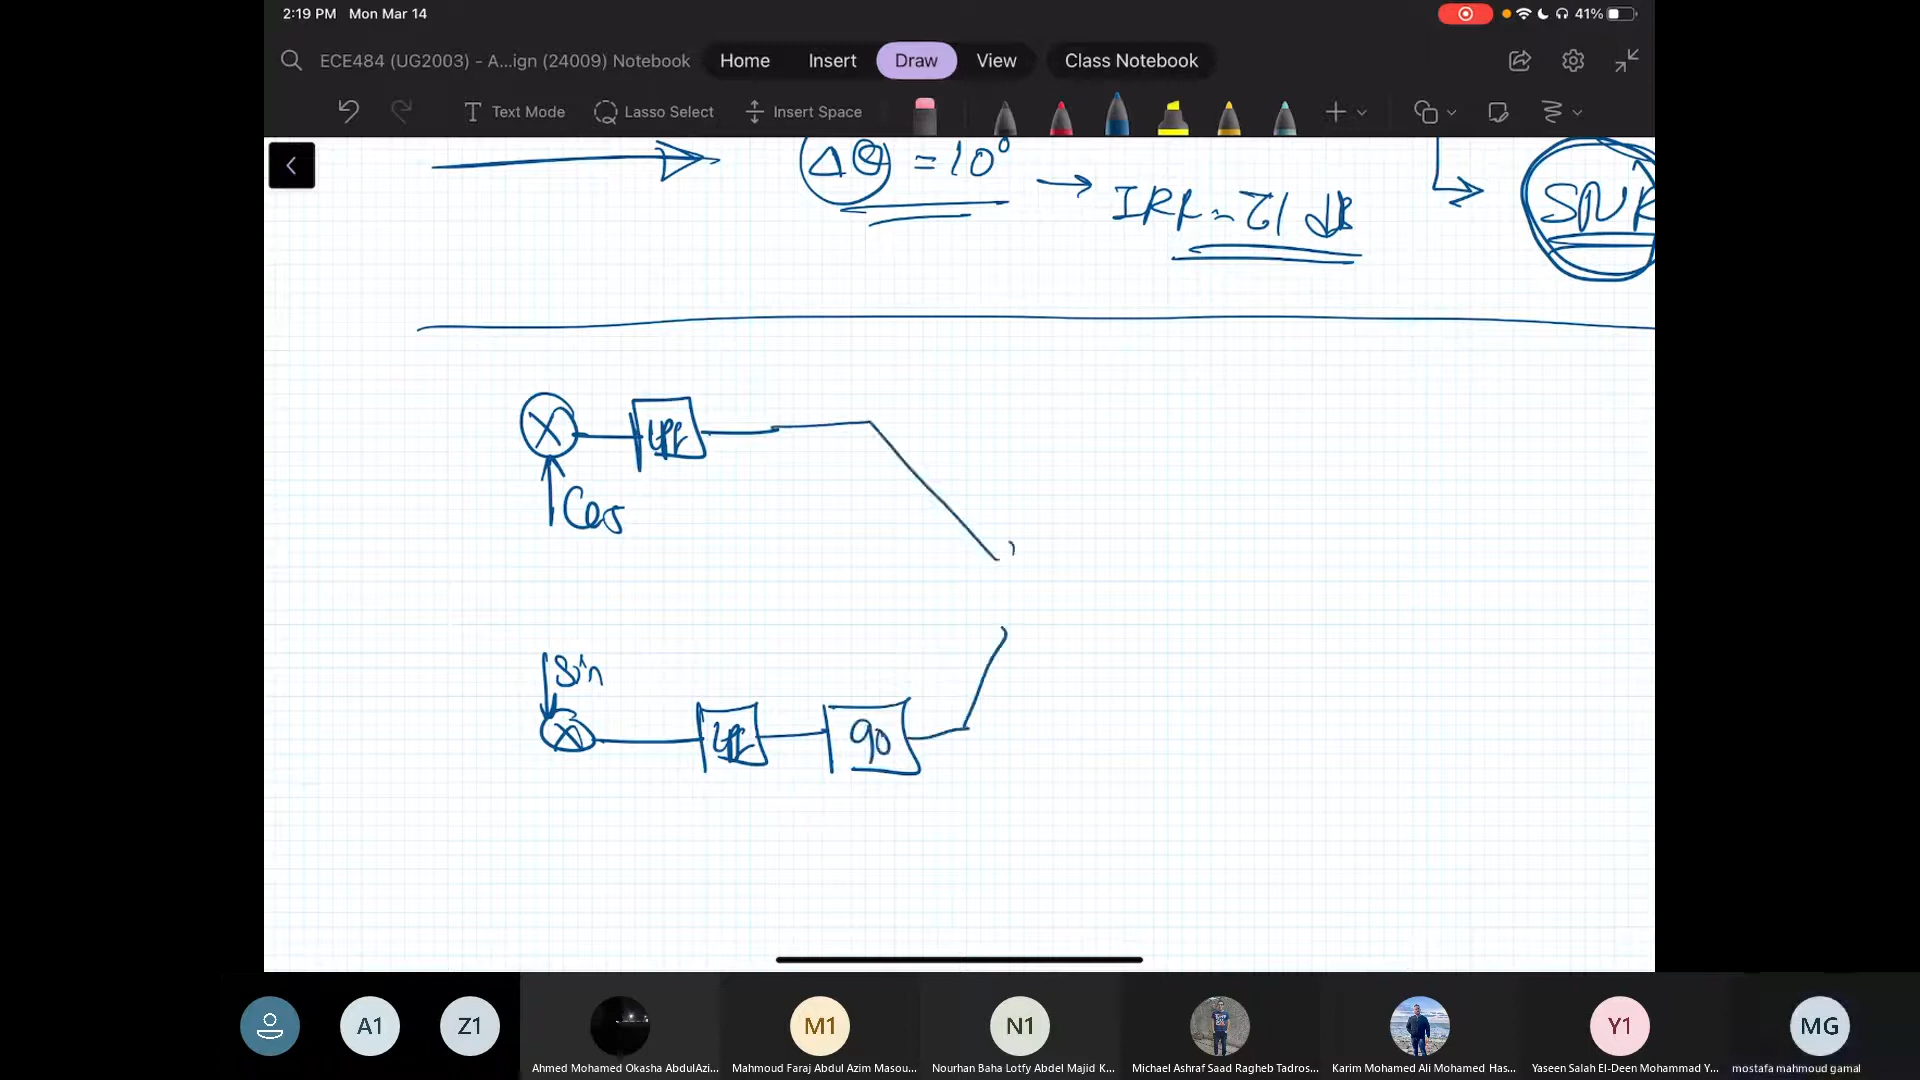 2:19 PM Mon Mar 14
41%
ECE484 (UG2003) - A...ign (24009) Notebook
Home
Insert
Draw
View
Class Notebook
Text Mode
Lasso Select
Insert Space
Δθ = 10°
→ IRR ≈ 21 dB
SNR
X
LPF
Cos
Sin
X
LPF
90
A1
Z1
M1
N1
Y1
MG
Ahmed Mohamed Okasha AbdulAzi...
Mahmoud Faraj Abdul Azim Masou...
Nourhan Baha Lotfy Abdel Majid K...
Michael Ashraf Saad Ragheb Tadros...
Karim Mohamed Ali Mohamed Has...
Yaseen Salah El-Deen Mohammad Y...
mostafa mahmoud gamal